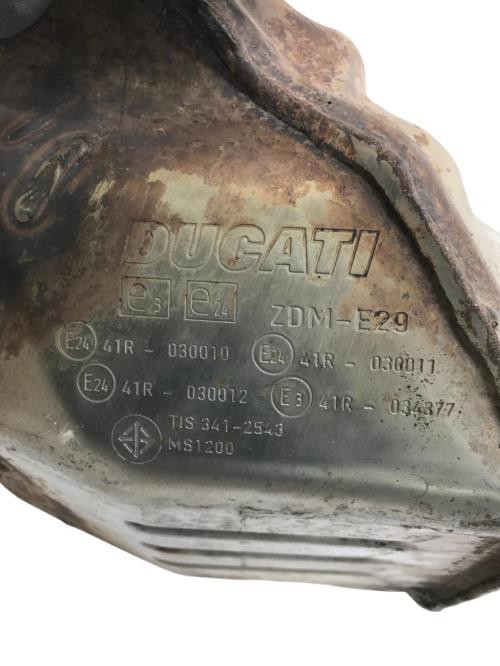 DUCATI
e3 e24 ZDM-E29
E24 41R - 030010 E24 41R - 030011
E24 41R - 030012 E3 41R - 034377
TIS 341-2543
MS1200